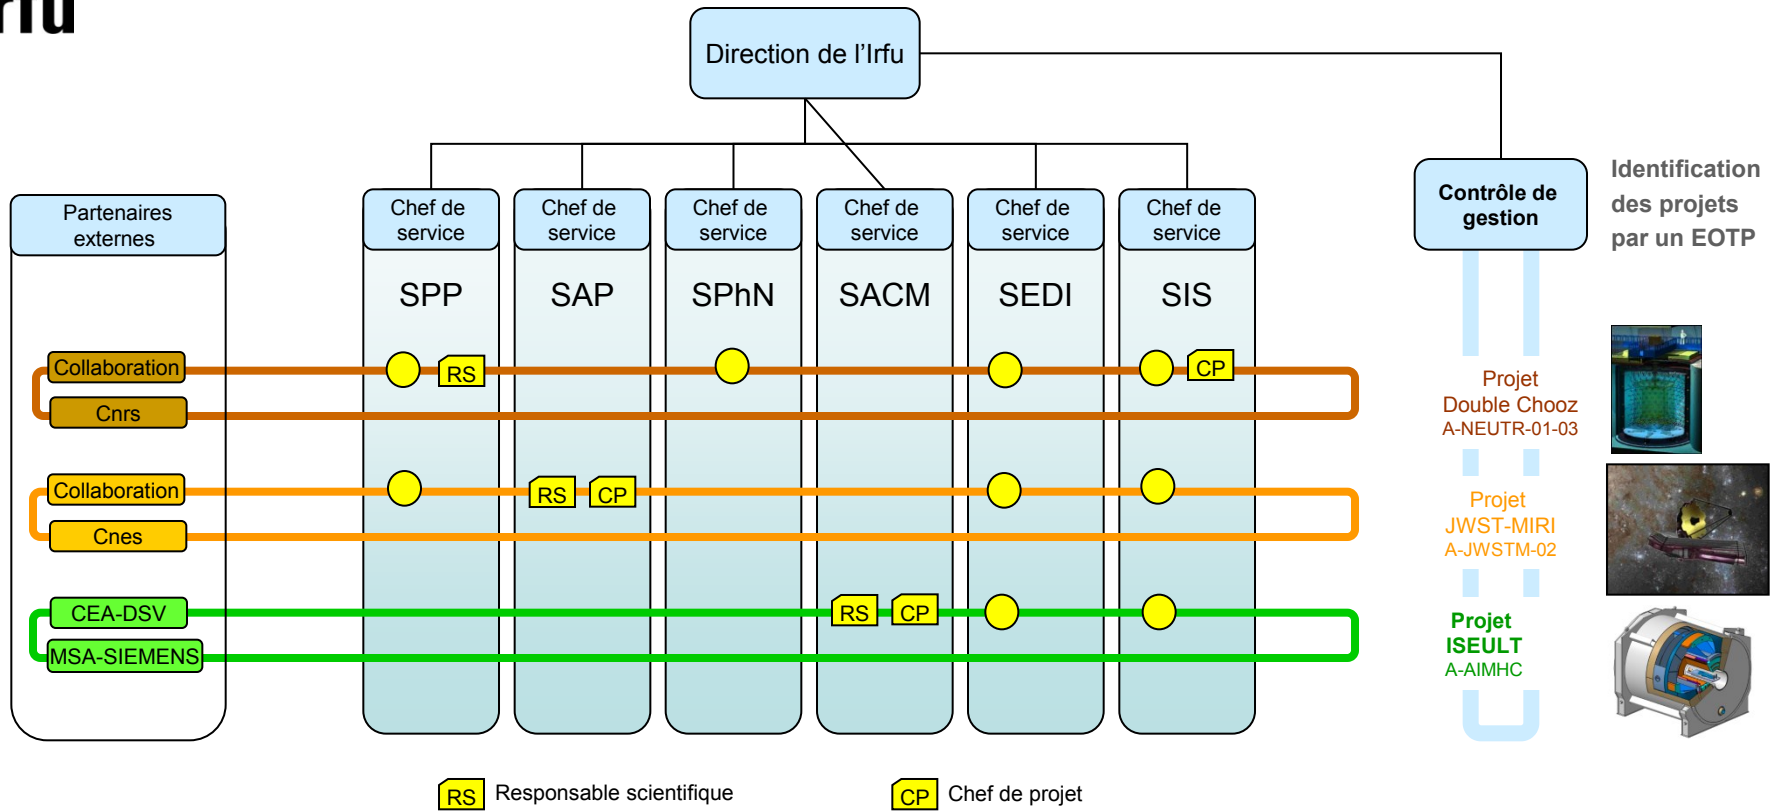 Irfu
Direction de l'Irfu
Partenaires
externes
Chef de
service
Chef de
service
Chef de
service
Chef de
service
Chef de
service
Chef de
service
Contrôle de
gestion
Identification
des projets
par un EOTP
SPP
SAP
SPhN
SACM
SEDI
SIS
Collaboration
RS
CP
Cnrs
Projet
Double Chooz
A-NEUTR-01-03
Collaboration
RS
CP
Cnes
Projet
JWST-MIRI
A-JWSTM-02
CEA-DSV
RS
CP
MSA-SIEMENS
Projet
ISEULT
A-AIMHC
RS
Responsable scientifique
CP
Chef de projet